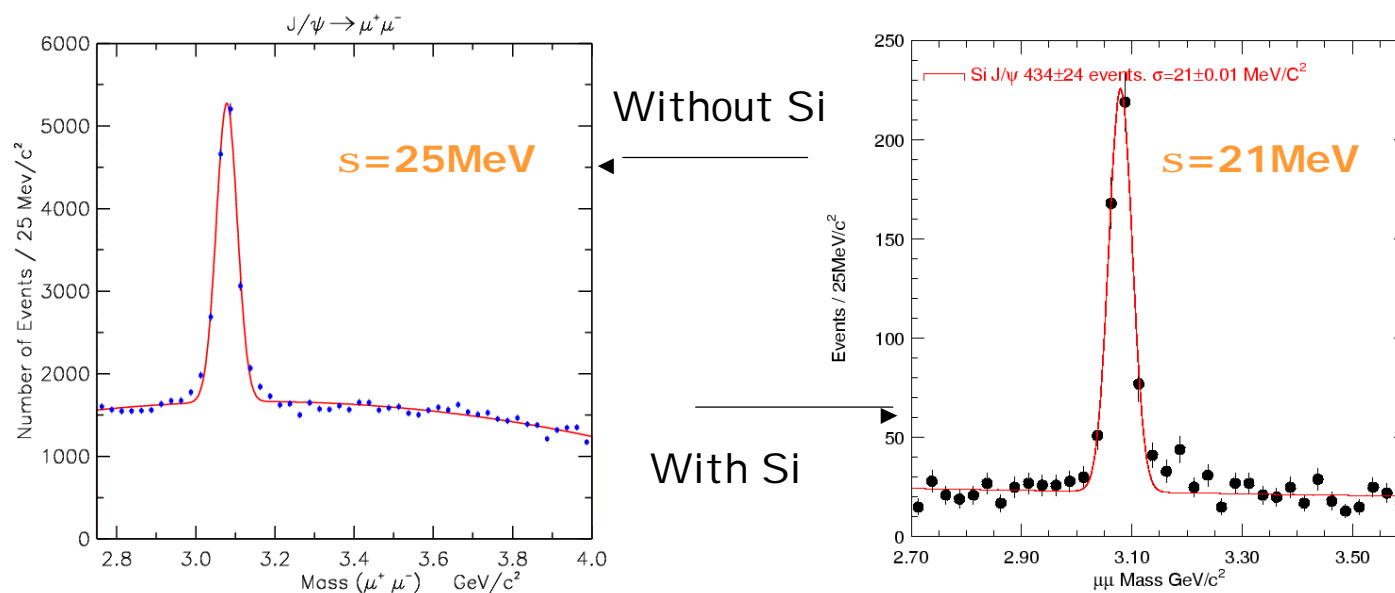 J/ψ → μ⁺μ⁻
Number of Events / 25 Mev/c²
6000
5000
4000
3000
2000
1000
0
s=25MeV
2.8 3.0 3.2 3.4 3.6 3.8 4.0
Mass (μ⁺ μ⁻) GeV/c²
Without Si
With Si
Events / 25MeV/c²
250
200
150
100
50
0
Si J/ψ 434±24 events. σ=21±0.01 MeV/C²
s=21MeV
2.70 2.90 3.10 3.30 3.50
μμ Mass GeV/c²